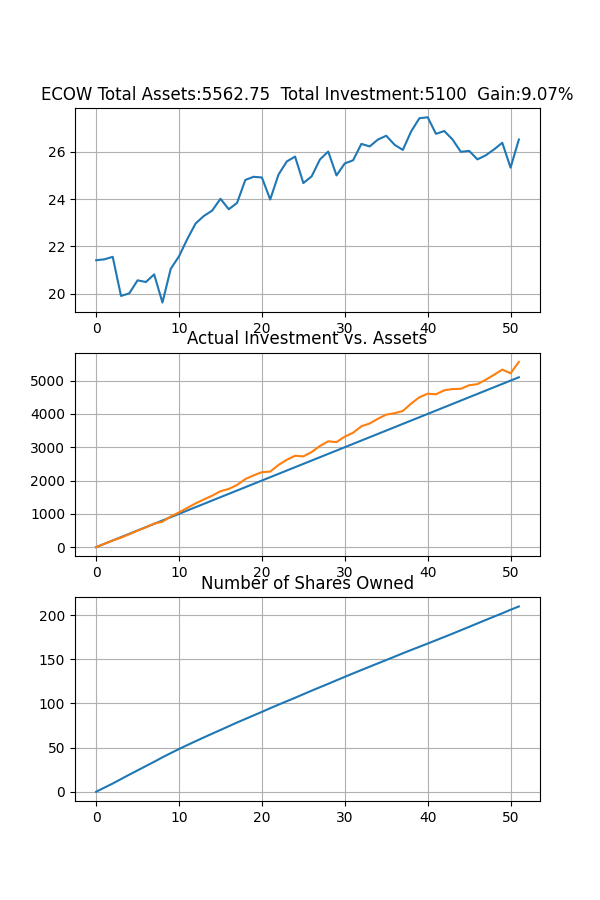 ECOW Total Assets:5562.75  Total Investment:5100  Gain:9.07%
26
24
22
20
0 10 20 30 40 50
Actual Investment vs. Assets
5000
4000
3000
2000
1000
0
0 10 20 30 40 50
Number of Shares Owned
200
150
100
50
0
0 10 20 30 40 50